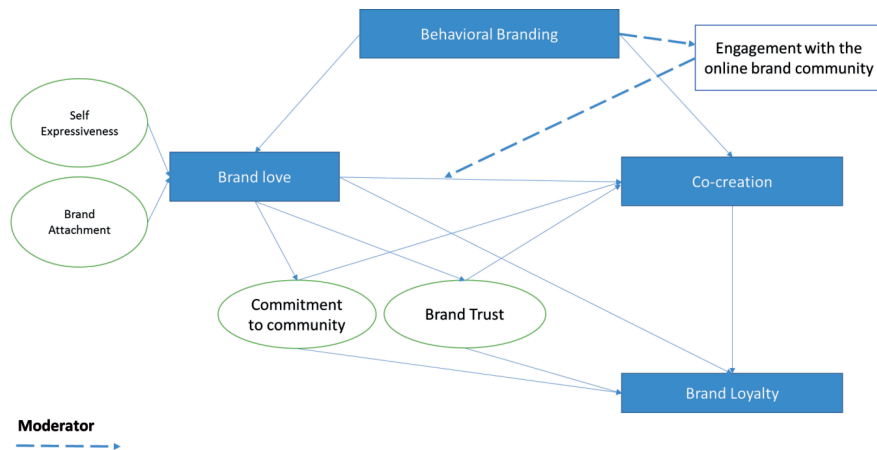 Behavioral Branding
Engagement with the
online brand community
Self
Expressiveness
Brand love
Co-creation
Brand
Attachment
Commitment
to community
Brand Trust
Brand Loyalty
Moderator